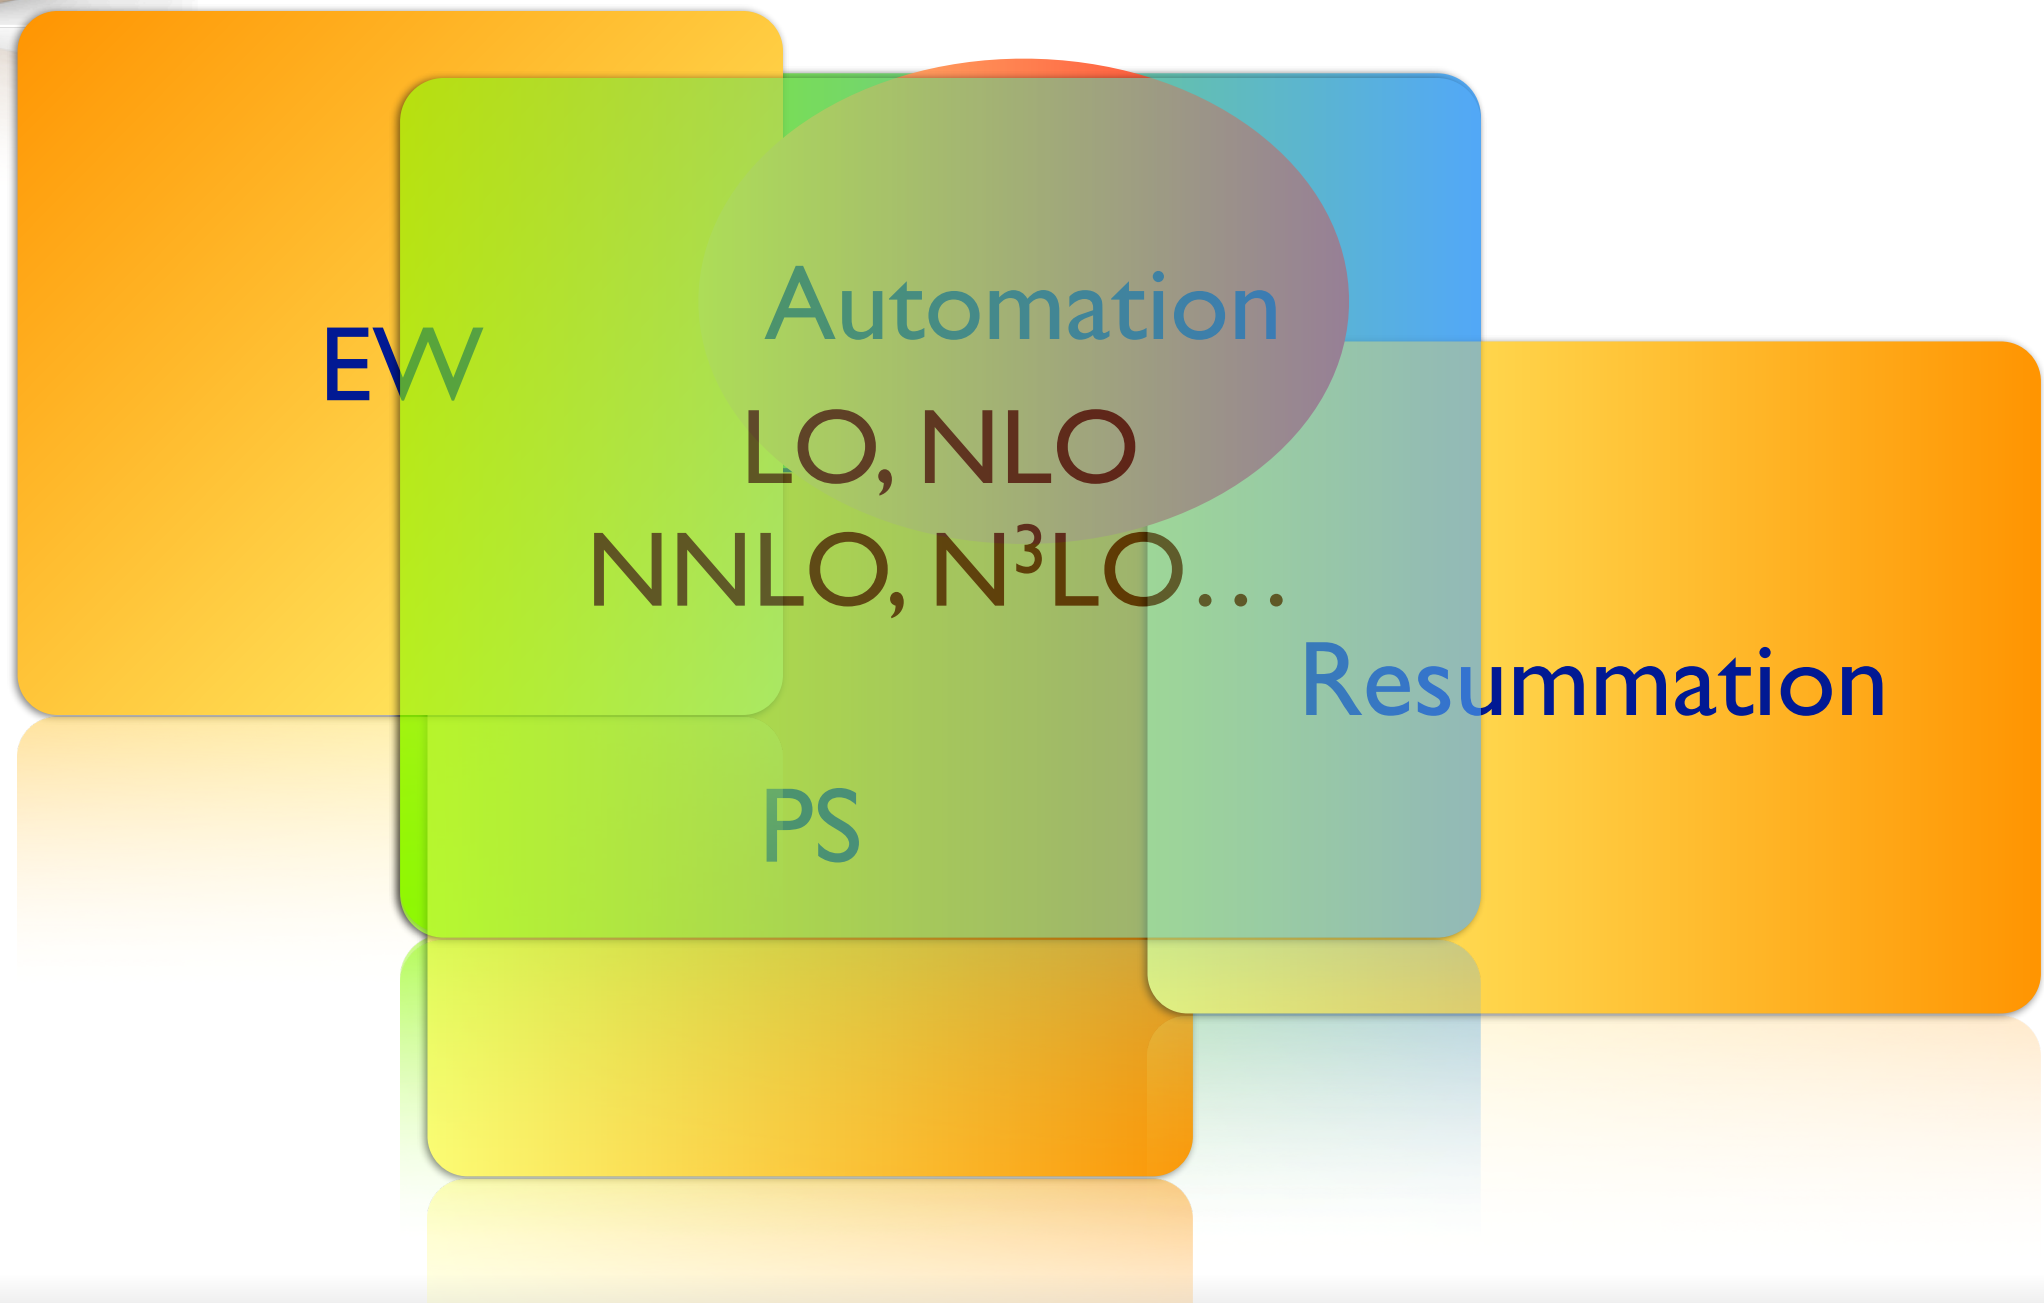 Automation
EW
LO, NLO
NNLO, N³LO…
Resummation
PS